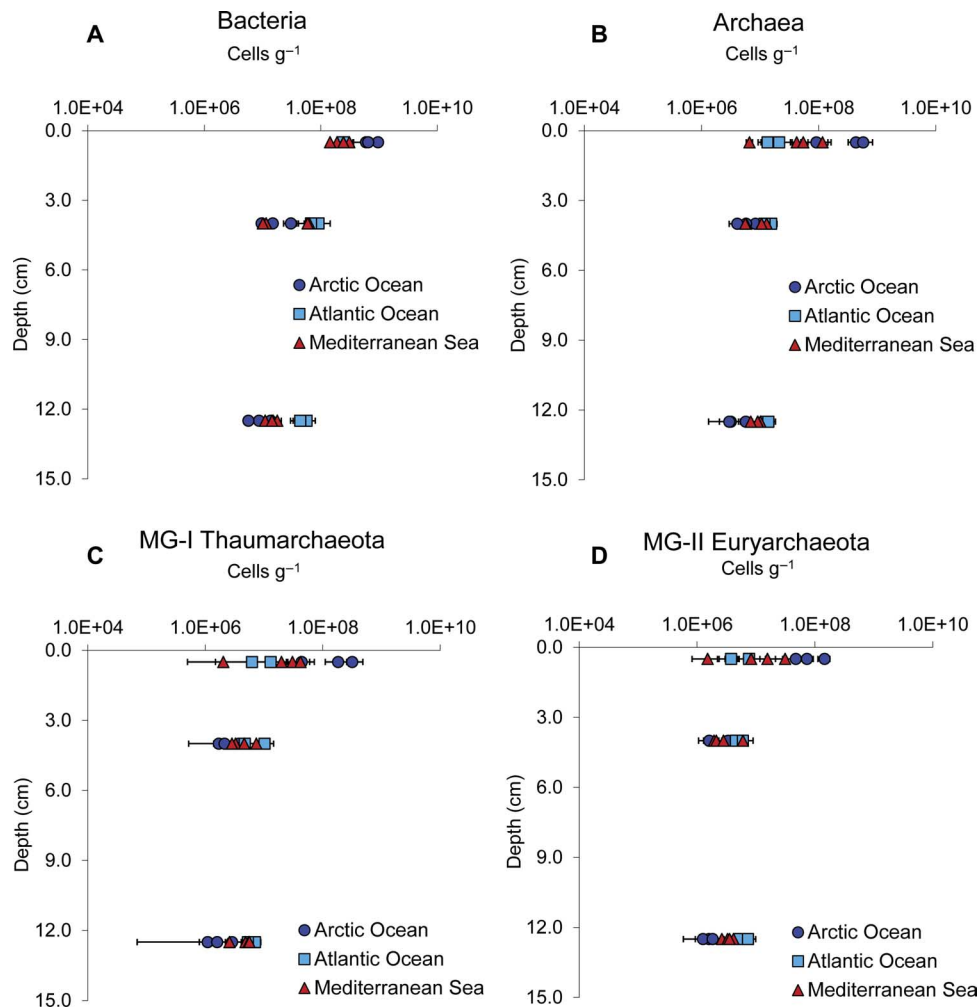 A
Bacteria
Cells g⁻¹
1.0E+04 1.0E+06 1.0E+08 1.0E+10
0.0
3.0
6.0
9.0
12.0
15.0
Depth (cm)
Arctic Ocean
Atlantic Ocean
Mediterranean Sea
B
Archaea
Cells g⁻¹
1.0E+04 1.0E+06 1.0E+08 1.0E+10
0.0
3.0
6.0
9.0
12.0
15.0
Depth (cm)
Arctic Ocean
Atlantic Ocean
Mediterranean Sea
C
MG-I Thaumarchaeota
Cells g⁻¹
1.0E+04 1.0E+06 1.0E+08 1.0E+10
0.0
3.0
6.0
9.0
12.0
15.0
Depth (cm)
Arctic Ocean
Atlantic Ocean
Mediterranean Sea
D
MG-II Euryarchaeota
Cells g⁻¹
1.0E+04 1.0E+06 1.0E+08 1.0E+10
0.0
3.0
6.0
9.0
12.0
15.0
Depth (cm)
Arctic Ocean
Atlantic Ocean
Mediterranean Sea